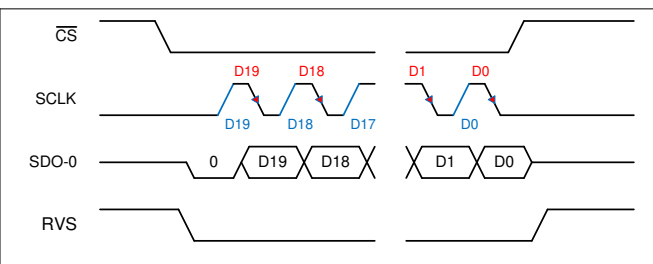 CS
D19 D18 D1 D0
SCLK
D19 D18 D17 D0
SDO-0 0 D19 D18 D1 D0
RVS